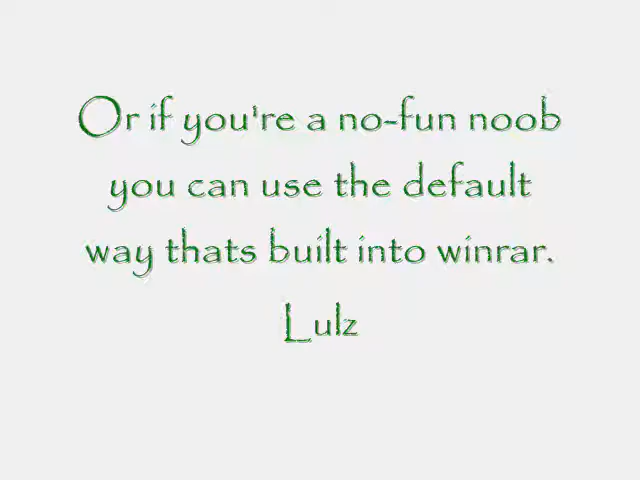 Or if you're a no-fun noob
you can use the default
way thats built into winrar.
Lulz